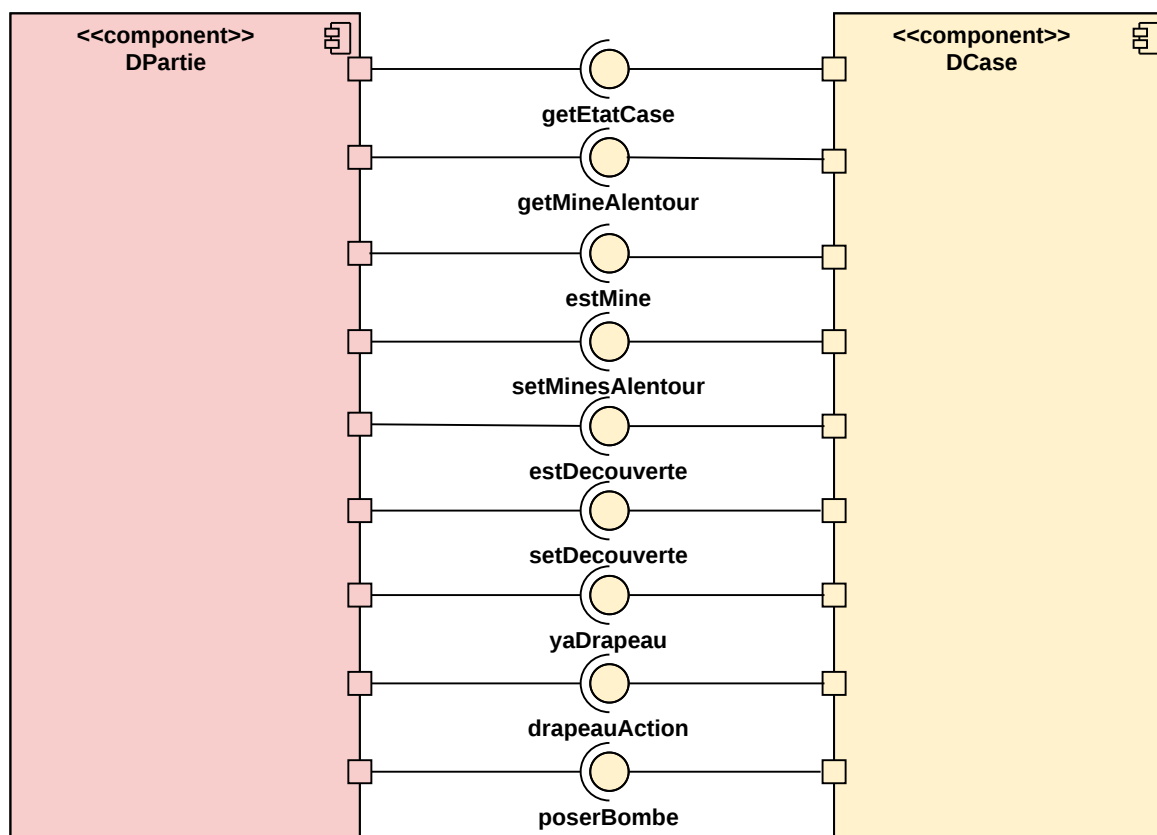 <<component>>
DPartie
<<component>>
DCase
getEtatCase
getMineAlentour
estMine
setMinesAlentour
estDecouverte
setDecouverte
yaDrapeau
drapeauAction
poserBombe